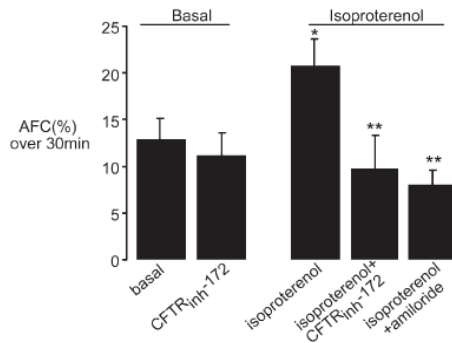 Basal
Isoproterenol
AFC(%)
over 30min
25
20
15
10
5
0
*
**
**
basal
CFTRinh-172
isoproterenol
isoproterenol+
CFTRinh-172
isoproterenol
+amiloride